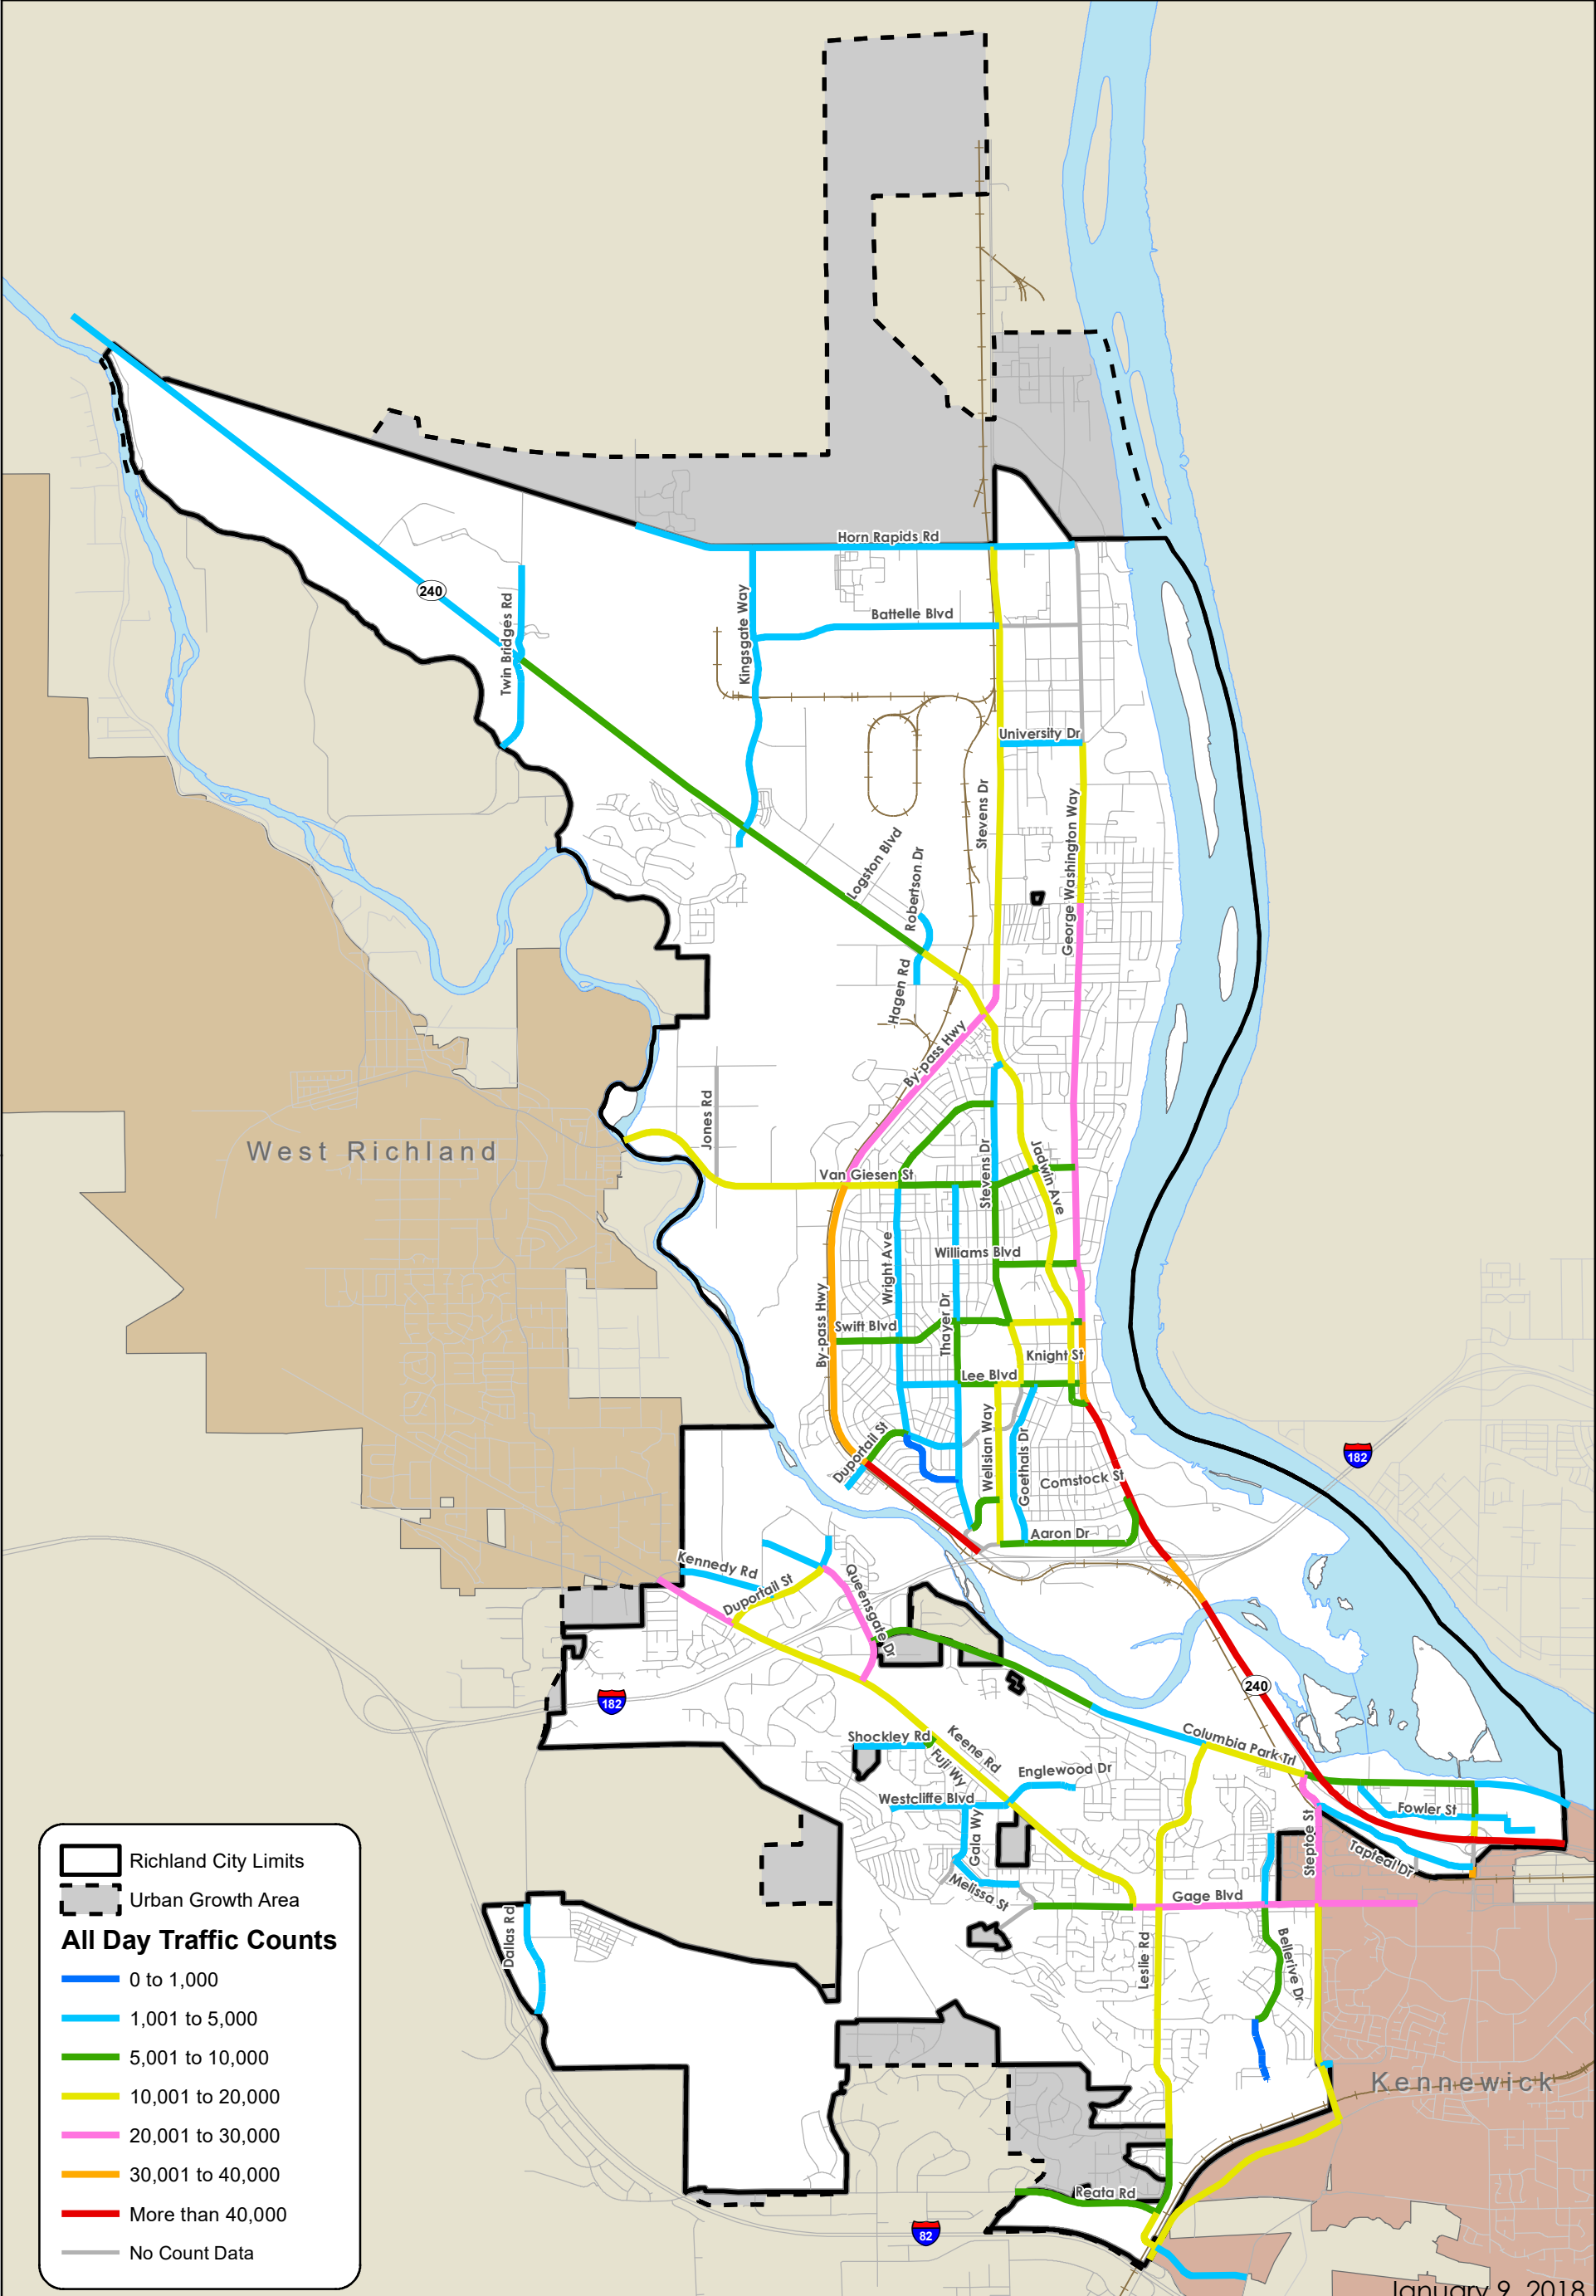 Horn Rapids Rd
240
Twin Bridges Rd
Kingsgate Way
Battelle Blvd
University Dr
Stevens Dr
George Washington Way
Logston Blvd
Robertson Dr
Hagen Rd
By-pass Hwy
Jones Rd
West Richland
Van Giesen St
Stevens Dr
Jadwin Ave
Wright Ave
Williams Blvd
By-pass Hwy
Swift Blvd
Thayer Dr
Knight St
Lee Blvd
Duportail St
Wellsian Way
Goethals Dr
Comstock St
182
Aaron Dr
Kennedy Rd
Duportail St
Queensgate Dr
182
240
Shockley Rd
Keene Rd
Fuji Wy
Columbia Park Trl
Englewood Dr
Westcliffe Blvd
Gala Wy
Fowler St
Steptoe St
Tapteal Dr
Melissa St
Gage Blvd
Dallas Rd
Leslie Rd
Bellerive Dr
Kennewick
Reata Rd
82
Richland City Limits
Urban Growth Area
All Day Traffic Counts
0 to 1,000
1,001 to 5,000
5,001 to 10,000
10,001 to 20,000
20,001 to 30,000
30,001 to 40,000
More than 40,000
No Count Data
January 9, 2018